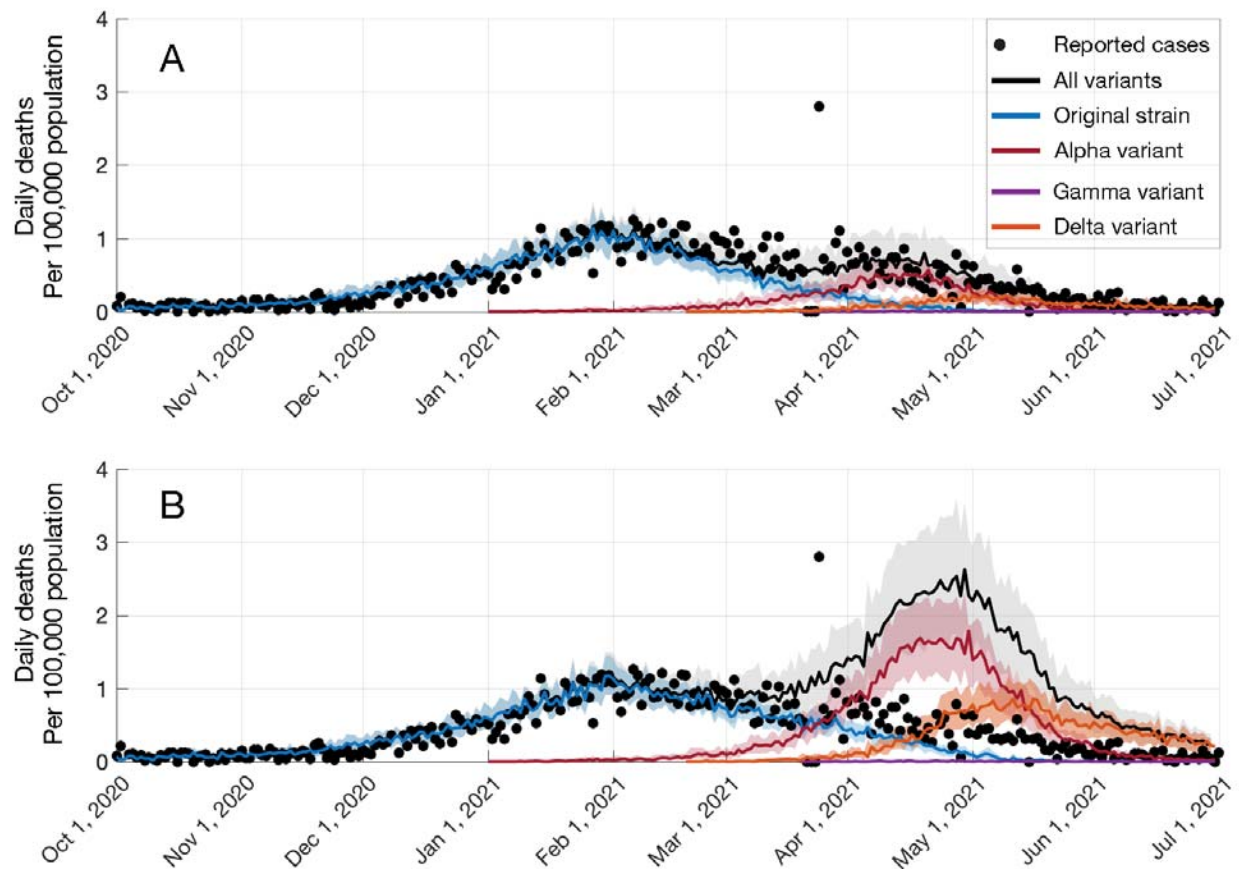 A
Daily deaths
Per 100,000 population
4
3
2
1
0
Reported cases
All variants
Original strain
Alpha variant
Gamma variant
Delta variant
Oct 1, 2020
Nov 1, 2020
Dec 1, 2020
Jan 1, 2021
Feb 1, 2021
Mar 1, 2021
Apr 1, 2021
May 1, 2021
Jun 1, 2021
Jul 1, 2021
B
Daily deaths
Per 100,000 population
4
3
2
1
0
Oct 1, 2020
Nov 1, 2020
Dec 1, 2020
Jan 1, 2021
Feb 1, 2021
Mar 1, 2021
Apr 1, 2021
May 1, 2021
Jun 1, 2021
Jul 1, 2021